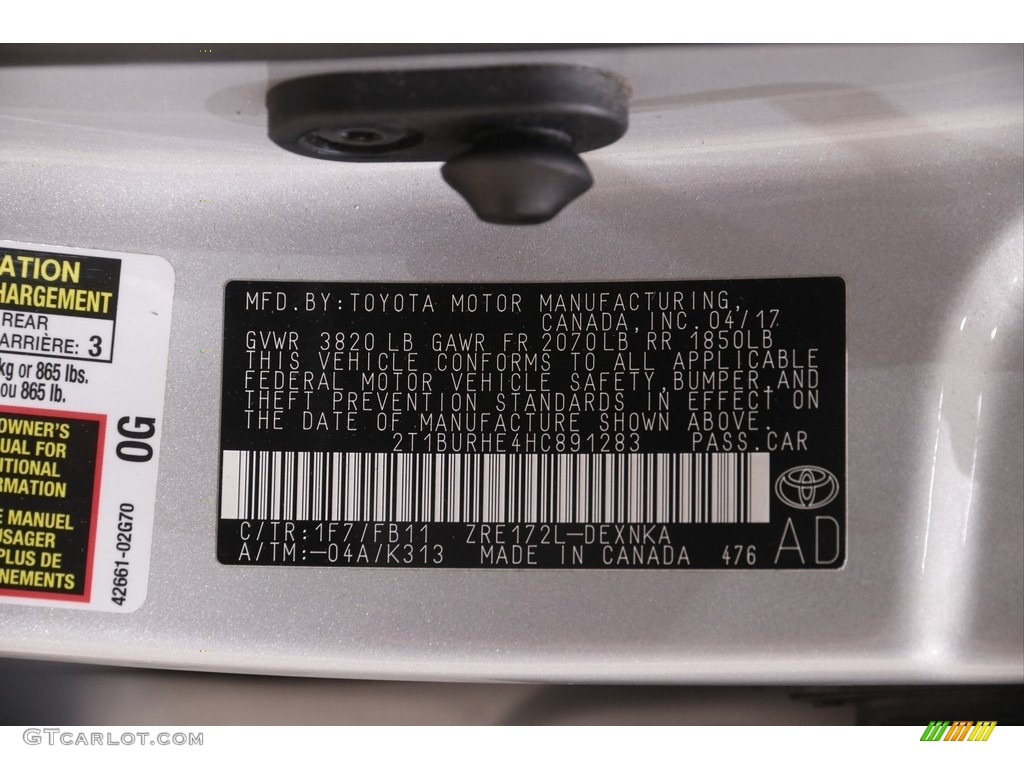 ATION
HARGEMENT
REAR
ARRIÈRE: 3
kg or 865 lbs.
ou 865 lb.
OWNER'S
UAL FOR
ITIONAL
RMATION
E MANUEL
USAGER
PLUS DE
NEMENTS
0G
42661-02G70
MFD. BY: TOYOTA MOTOR MANUFACTURING,
CANADA, INC. 04/17
GVWR 3820 LB GAWR FR 2070LB RR 1850LB
THIS VEHICLE CONFORMS TO ALL APPLICABLE
FEDERAL MOTOR VEHICLE SAFETY, BUMPER, AND
THEFT PREVENTION STANDARDS IN EFFECT ON
THE DATE OF MANUFACTURE SHOWN ABOVE.
2T1BURHE4HC891283 PASS. CAR
C/TR: 1F7/FB11 ZRE172L-DEXNKA
A/TM: -04A/K313 MADE IN CANADA 476 AD
GTcarlot.com